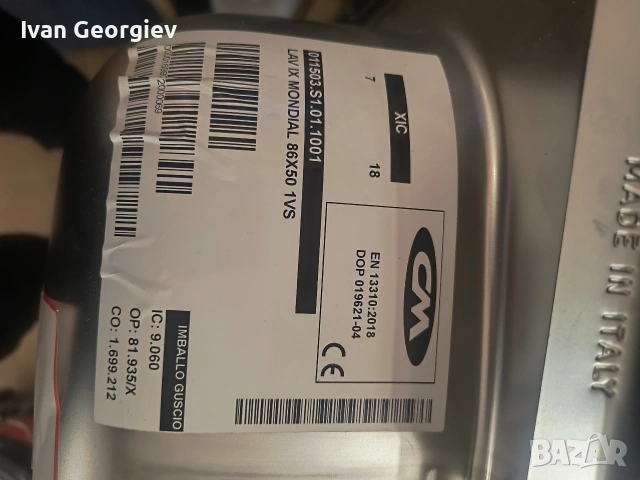 Ivan Georgiev
XIC
7 18
011503.S1.01.1001
LAV IX MONDIAL 86X50 1VS
CM
EN 13310:2018
DOP 019621-04
CE
IMBALLO GUSCIO
IC: 9.060
OP: 81.935/X
CO: 1.699.212
MADE IN ITALY
BAZAR